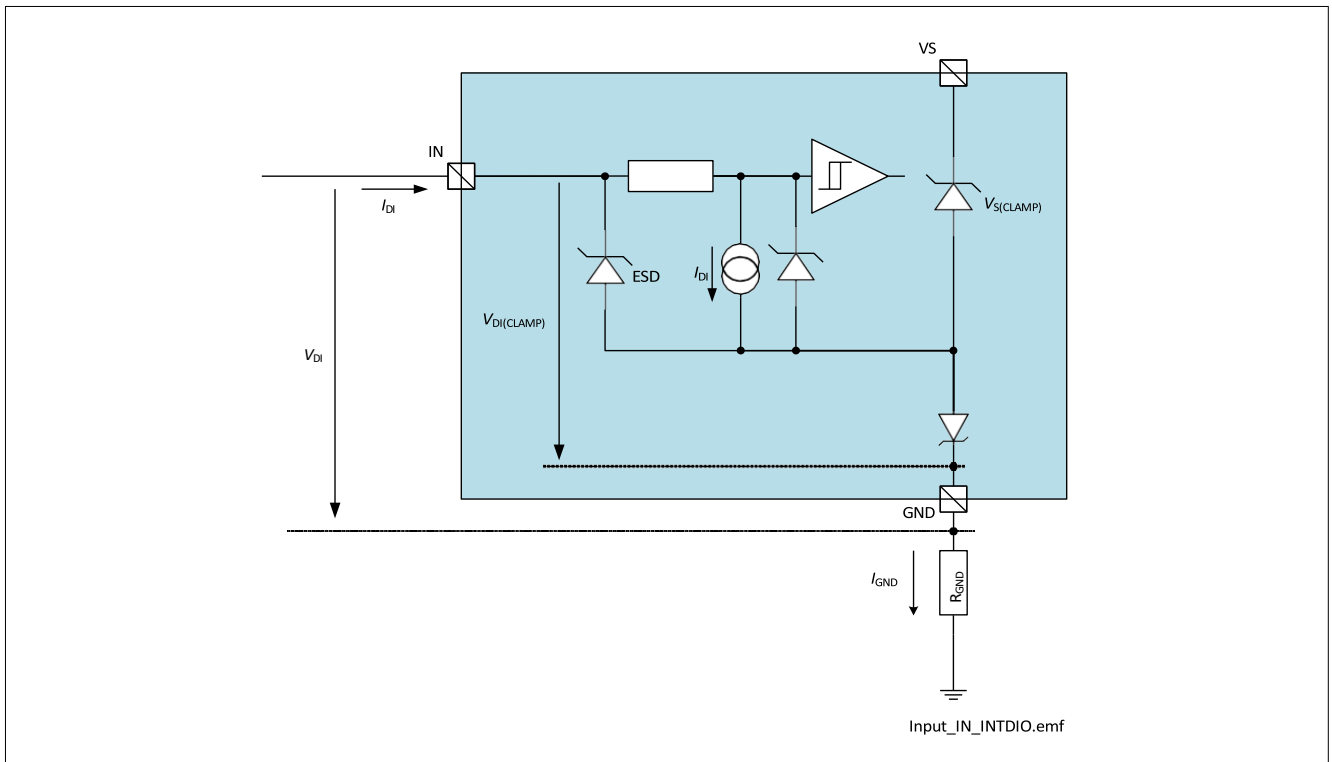 VS
IN
IDI
VS(CLAMP)
IDI
ESD
VDI(CLAMP)
VDI
GND
IGND
RGND
Input_IN_INTDIO.emf